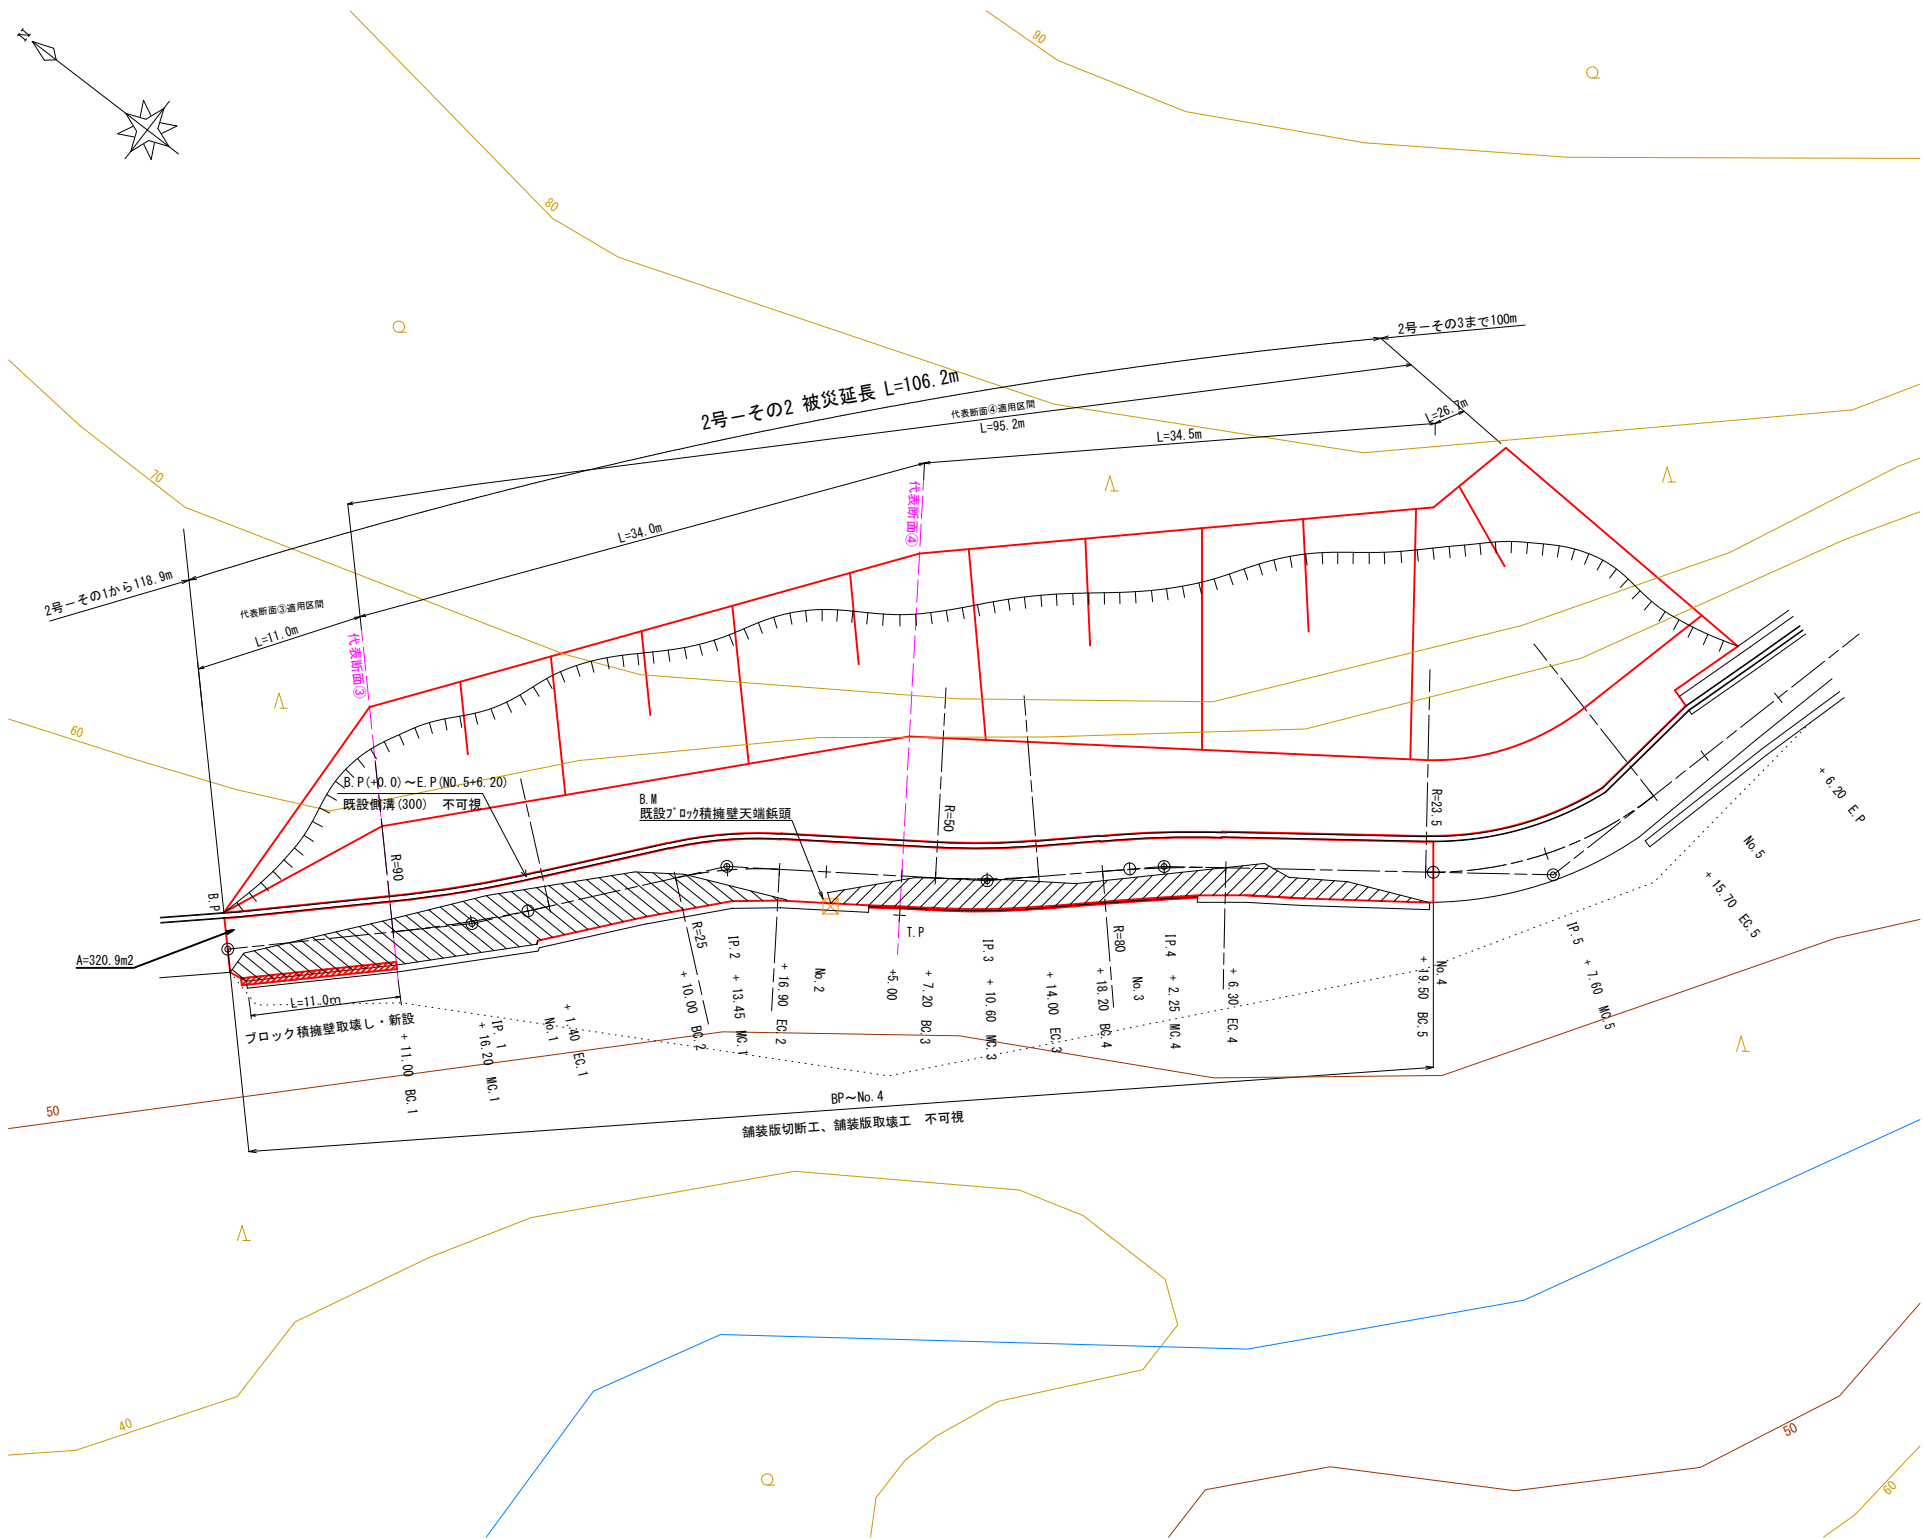 N
90
80
70
60
2号－その3まで100m
2号－その2 被災延長 L=106.2m
代表断面④適用区間
L=95.2m
L=34.5m
L=34.0m
代表断面④
2号－その1から118.9m
代表断面③適用区間
L=11.0m
代表断面③
B.P(+0.0)～E.P(NO.5+6.20)
既設側溝(300) 不可視
B.M
既設ブロック積擁壁天端鋲頭
R=90
R=50
R=23.5
B.P
A=320.9m2
L=11.0m
ブロック積擁壁取壊し・新設
+ 11.00 BC.1
IP.1
+ 16.20 MC.1
No.1
+ 1.40 EC.1
R=25
+ 10.00 BC.2
IP.2 + 13.45 MC.1
+ 16.90 EC.2
No.2
T.P
+5.00
+ 7.20 BC.3
IP.3 + 10.60 MC.3
+ 14.00 EC.3
R=80
+ 18.20 BC.4
No.3
IP.4 + 2.25 MC.4
+ 6.30 EC.4
+ 19.50 BC.5
No.4
IP.5 + 7.60 MC.5
+ 15.70 EC.5
No.5
+ 6.20 E.P
BP～No.4
舗装版切断工、舗装版取壊工 不可視
50
40
50
60